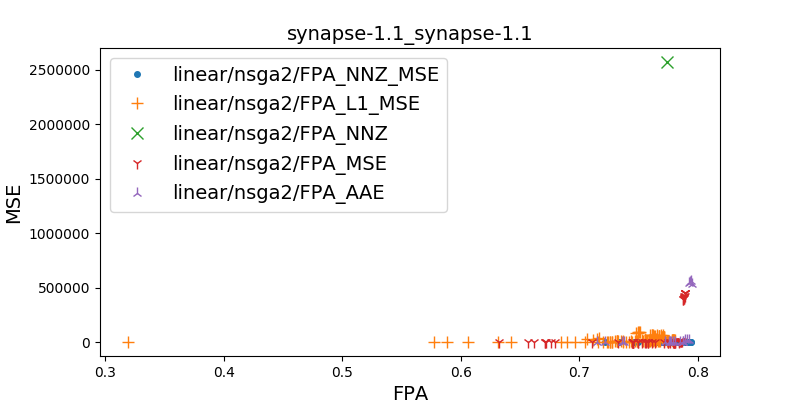 synapse-1.1_synapse-1.1
linear/nsga2/FPA_NNZ_MSE
linear/nsga2/FPA_L1_MSE
linear/nsga2/FPA_NNZ
linear/nsga2/FPA_MSE
linear/nsga2/FPA_AAE
MSE
2500000
2000000
1500000
1000000
500000
0
0.3 0.4 0.5 0.6 0.7 0.8
FPA